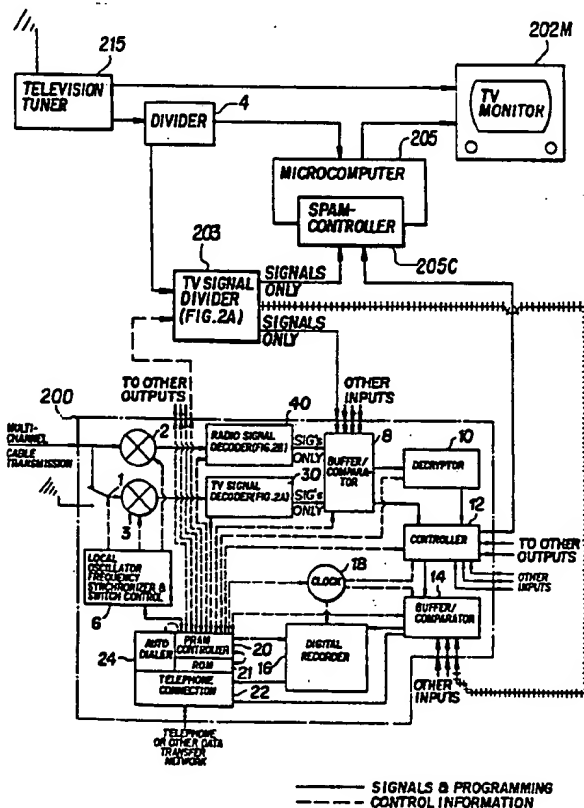 202M
215
TELEVISION
TUNER
4
DIVIDER
TV
MONITOR
205
MICROCOMPUTER
SPAM-
CONTROLLER
205C
203
TV SIGNAL
DIVIDER
(FIG.2A)
SIGNALS
ONLY
SIGNALS
ONLY
TO OTHER
OUTPUTS
OTHER
INPUTS
200
MULTI-
CHANNEL
CABLE TRANSMISSION
2
40
RADIO SIGNAL
DECODER(FIG.2B)
SIG's
ONLY
8
BUFFER/
COMPARATOR
10
DECRYPTOR
1
3
30
TV SIGNAL
DECODER(FIG.2A)
SIG's
ONLY
12
CONTROLLER
TO OTHER
OUTPUTS
OTHER
INPUTS
LOCAL
OSCILLATOR
FREQUENCY
SYNCHRONIZER &
SWITCH CONTROL
6
18
CLOCK
14
BUFFER/
COMPARATOR
24
AUTO
DIALER
PRAM
CONTROLLER
20
ROM
21
16
DIGITAL
RECORDER
TELEPHONE
CONNECTION
22
OTHER
INPUTS
TELEPHONE
OR OTHER DATA
TRANSFER
NETWORK
SIGNALS & PROGRAMMING
CONTROL INFORMATION